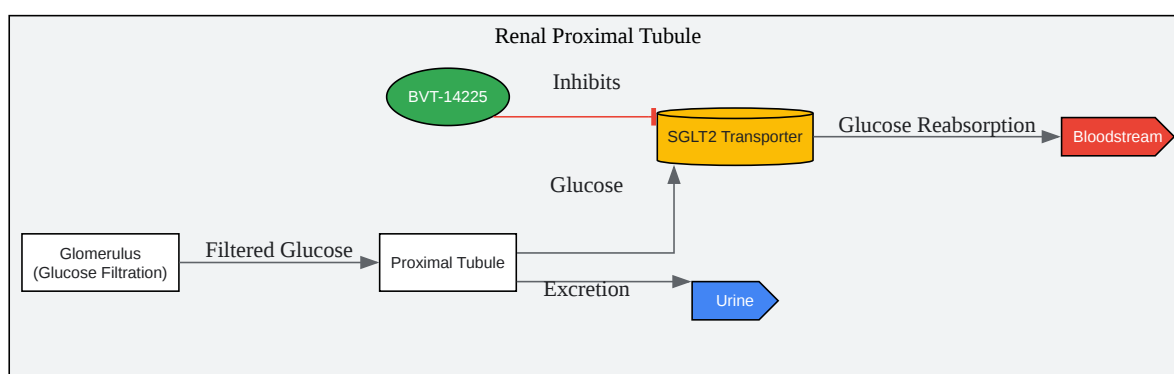 Renal Proximal Tubule
BVT-14225
Inhibits
SGLT2 Transporter
Glucose Reabsorption
Bloodstream
Glucose
Glomerulus
(Glucose Filtration)
Filtered Glucose
Proximal Tubule
Excretion
Urine